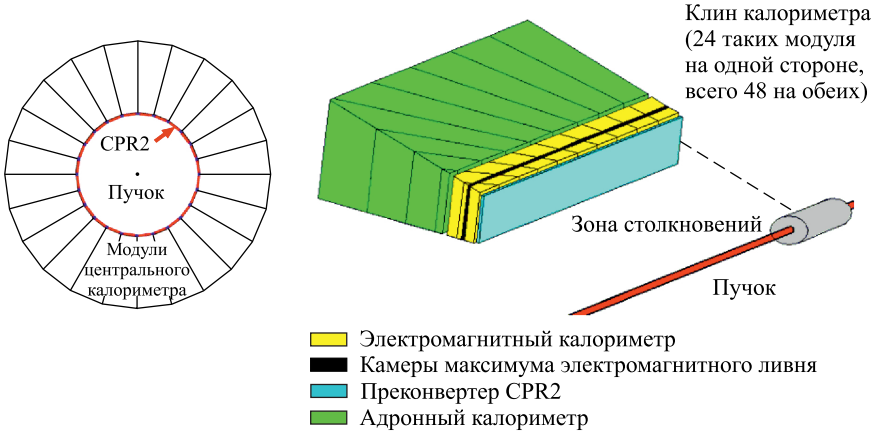 CPR2
Пучок
Модули
центрального
калориметра
Клин калориметра
(24 таких модуля
на одной стороне,
всего 48 на обеих)
Зона столкновений
Пучок
Электромагнитный калориметр
Камеры максимума электромагнитного ливня
Преконвертер CPR2
Адронный калориметр